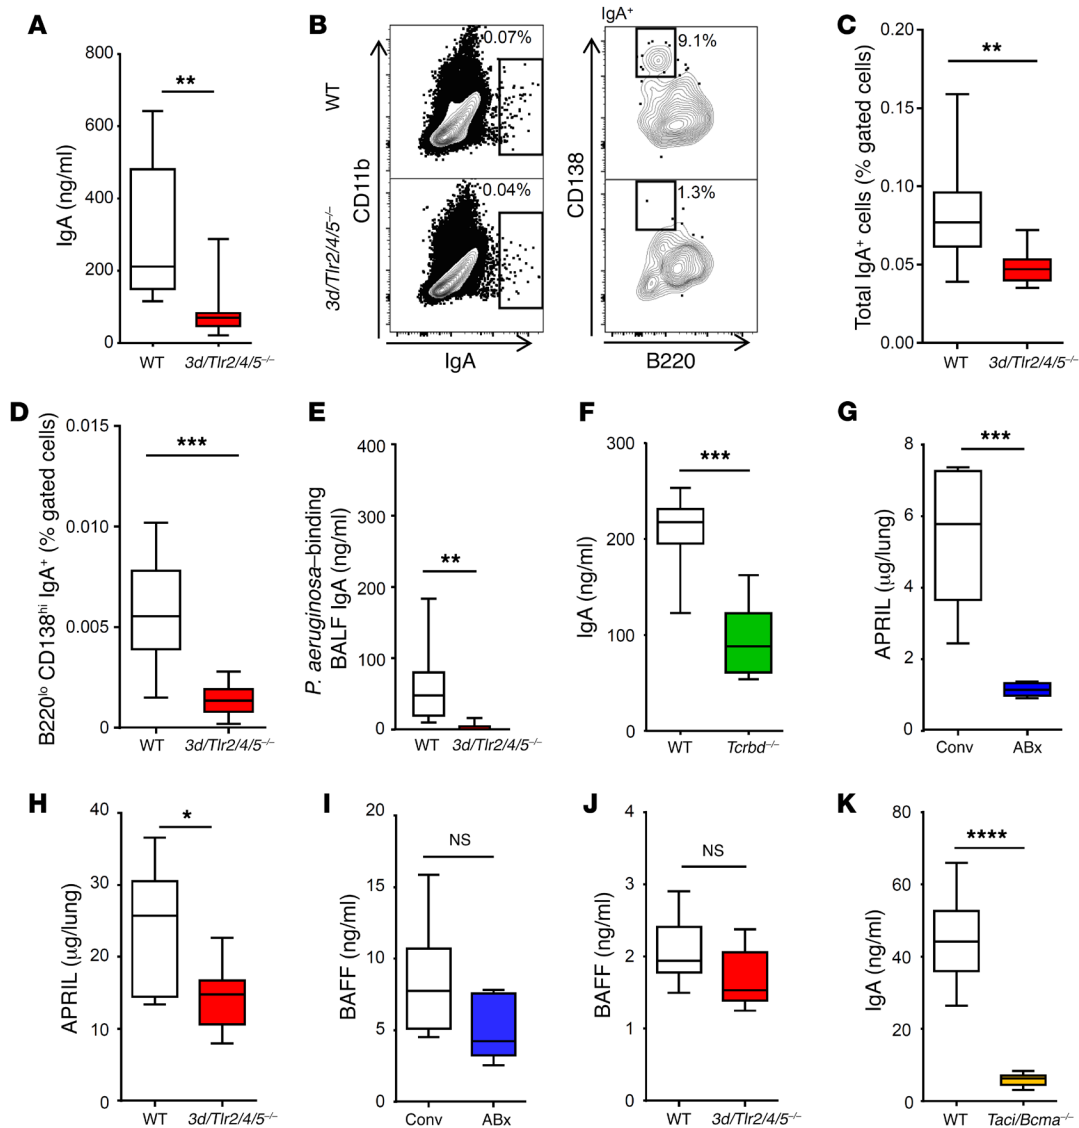 A
IgA (ng/ml)
800
600
400
200
0
**
WT
3d/Tlr2/4/5–/–
B
WT
3d/Tlr2/4/5–/–
CD11b
0.07%
0.04%
IgA
IgA+
CD138
9.1%
1.3%
B220
C
Total IgA+ cells (% gated cells)
0.20
0.15
0.10
0.05
0.00
**
WT
3d/Tlr2/4/5–/–
D
B220lo CD138hi IgA+ (% gated cells)
0.015
0.010
0.005
0
***
WT
3d/Tlr2/4/5–/–
E
P. aeruginosa–binding
BALF IgA (ng/ml)
400
300
200
100
0
**
WT
3d/Tlr2/4/5–/–
F
IgA (ng/ml)
300
200
100
0
***
WT
Tcrbd–/–
G
APRIL (μg/lung)
8
6
4
2
0
***
Conv
ABx
H
APRIL (μg/lung)
40
30
20
10
0
*
WT
3d/Tlr2/4/5–/–
I
BAFF (ng/ml)
20
15
10
5
0
NS
Conv
ABx
J
BAFF (ng/ml)
4
3
2
1
0
NS
WT
3d/Tlr2/4/5–/–
K
IgA (ng/ml)
80
60
40
20
0
****
WT
Taci/Bcma–/–